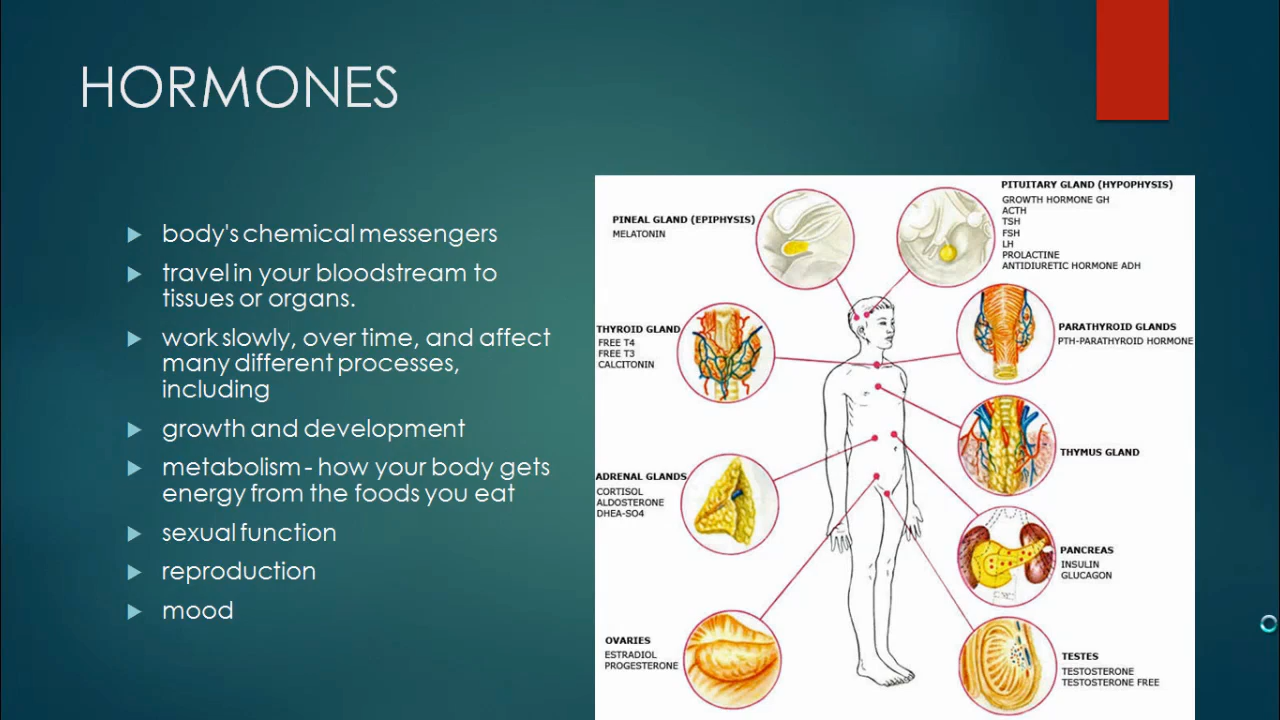 HORMONES
body's chemical messengers
travel in your bloodstream to
tissues or organs.
work slowly, over time, and affect
many different processes,
including
growth and development
metabolism - how your body gets
energy from the foods you eat
sexual function
reproduction
mood
PINEAL GLAND (EPIPHYSIS)
MELATONIN
PITUITARY GLAND (HYPOPHYSIS)
GROWTH HORMONE GH
ACTH
TSH
FSH
LH
PROLACTINE
ANTIDIURETIC HORMONE ADH
THYROID GLAND
FREE T4
FREE T3
CALCITONIN
PARATHYROID GLANDS
PTH-PARATHYROID HORMONE
THYMUS GLAND
ADRENAL GLANDS
CORTISOL
ALDOSTERONE
DHEA-SO4
PANCREAS
INSULIN
GLUCAGON
OVARIES
ESTRADIOL
PROGESTERONE
TESTES
TESTOSTERONE
TESTOSTERONE FREE